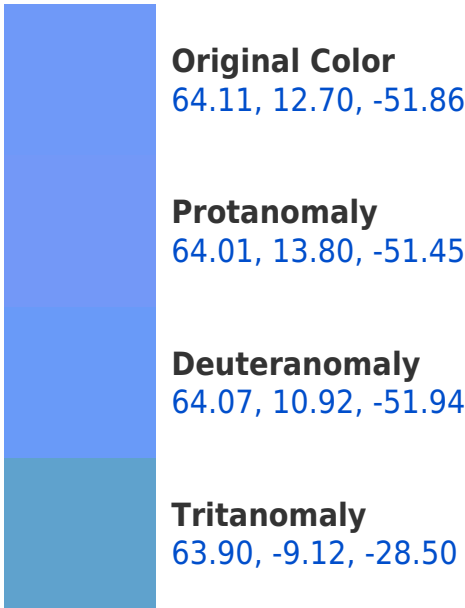 Original Color
64.11, 12.70, -51.86
Protanomaly
64.01, 13.80, -51.45
Deuteranomaly
64.07, 10.92, -51.94
Tritanomaly
63.90, -9.12, -28.50